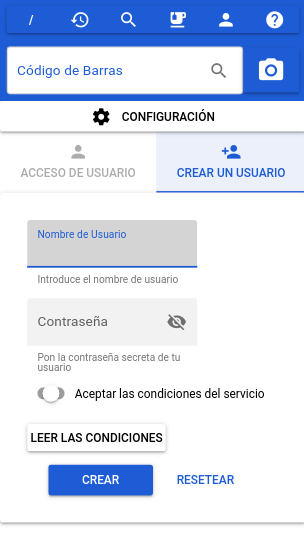 /
Código de Barras
CONFIGURACIÓN
ACCESO DE USUARIO
CREAR UN USUARIO
Nombre de Usuario
Introduce el nombre de usuario
Contraseña
Pon la contraseña secreta de tu
usuario
Aceptar las condiciones del servicio
LEER LAS CONDICIONES
CREAR
RESETEAR